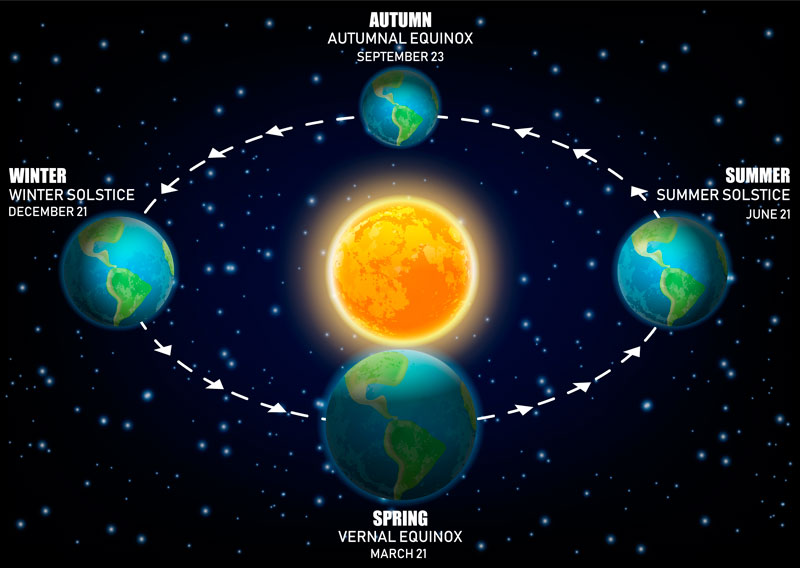 AUTUMN
AUTUMNAL EQUINOX
SEPTEMBER 23
WINTER
WINTER SOLSTICE
DECEMBER 21
SUMMER
SUMMER SOLSTICE
JUNE 21
SPRING
VERNAL EQUINOX
MARCH 21